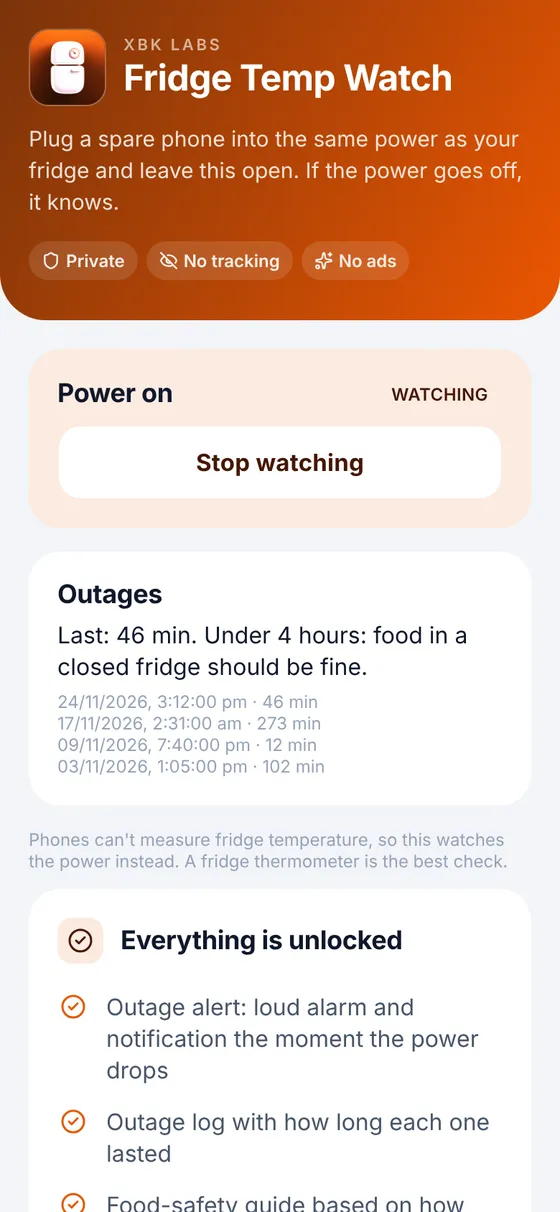 XBK LABS
Fridge Temp Watch
Plug a spare phone into the same power as your
fridge and leave this open. If the power goes off,
it knows.
Private
No tracking
No ads
Power on
WATCHING
Stop watching
Outages
Last: 46 min. Under 4 hours: food in a
closed fridge should be fine.
24/11/2026, 3:12:00 pm · 46 min
17/11/2026, 2:31:00 am · 273 min
09/11/2026, 7:40:00 pm · 12 min
03/11/2026, 1:05:00 pm · 102 min
Phones can't measure fridge temperature, so this watches
the power instead. A fridge thermometer is the best check.
Everything is unlocked
Outage alert: loud alarm and
notification the moment the power
drops
Outage log with how long each one
lasted
Food-safety guide based on how